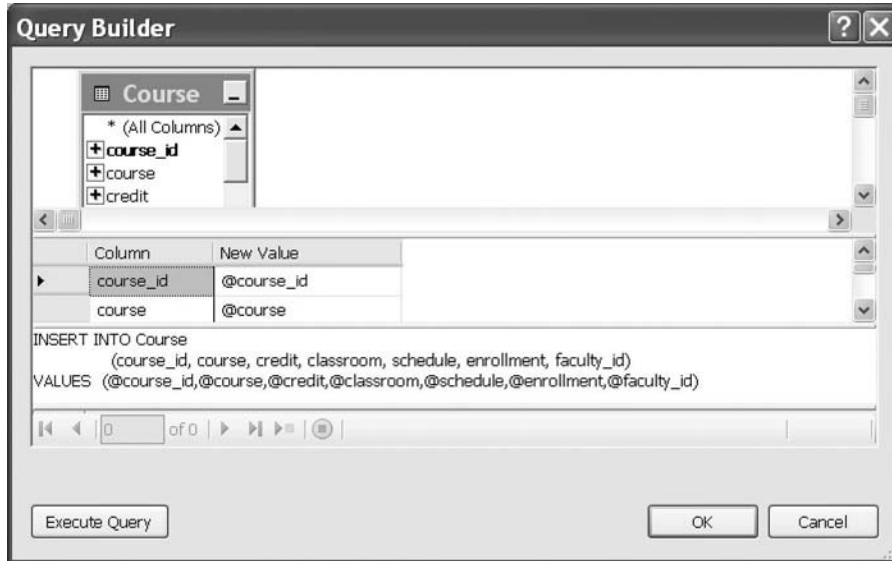 Query Builder
Course
* (All Columns)
course_id
course
credit
Column New Value
course_id @course_id
course @course
INSERT INTO Course
(course_id, course, credit, classroom, schedule, enrollment, faculty_id)
VALUES (@course_id,@course,@credit,@classroom,@schedule,@enrollment,@faculty_id)
0 of 0
Execute Query OK Cancel